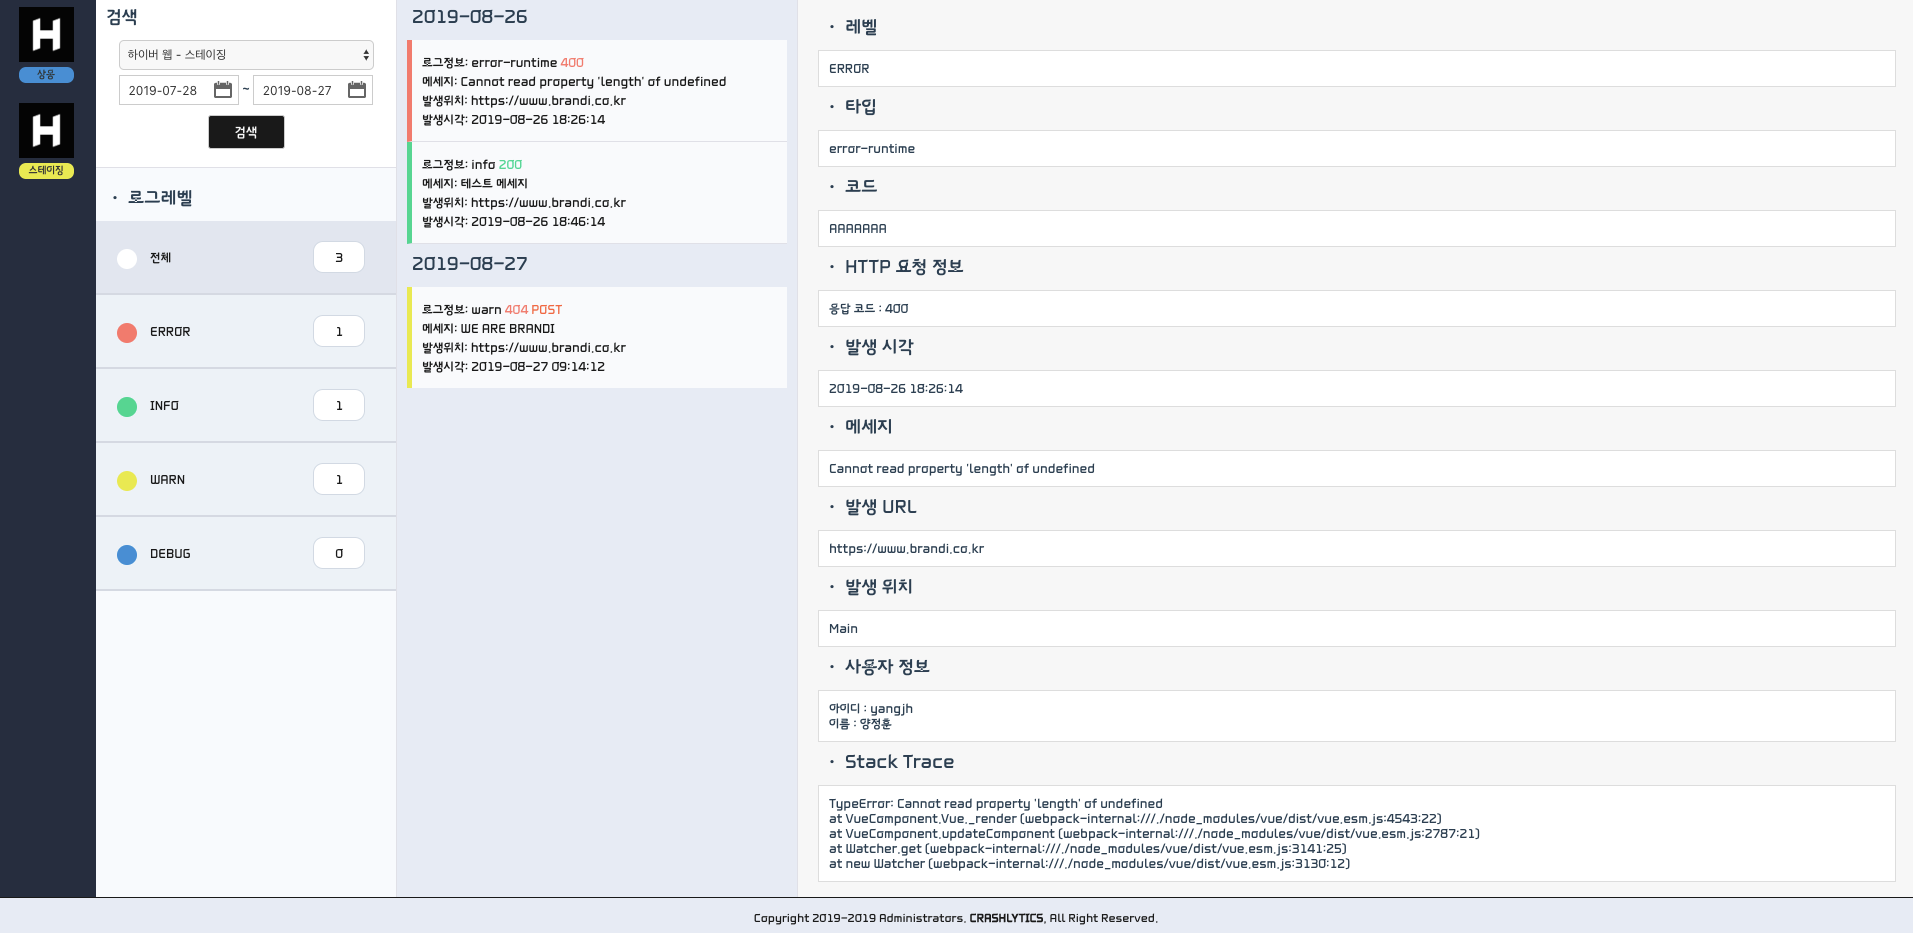 H
상용
H
스테이징
검색
하이버 웹 - 스테이징
2019-07-28 ~ 2019-08-27
검색
· 로그레벨
전체 3
ERROR 1
INFO 1
WARN 1
DEBUG 0
2019-08-26
로그정보: error-runtime 400
메세지: Cannot read property 'length' of undefined
발생위치: https://www.brandi.co.kr
발생시각: 2019-08-26 18:26:14
로그정보: info 200
메세지: 테스트 메세지
발생위치: https://www.brandi.co.kr
발생시각: 2019-08-26 18:46:14
2019-08-27
로그정보: warn 404 POST
메세지: WE ARE BRANDI
발생위치: https://www.brandi.co.kr
발생시각: 2019-08-27 09:14:12
· 레벨
ERROR
· 타입
error-runtime
· 코드
AAAAAAA
· HTTP 요청 정보
응답 코드 : 400
· 발생 시각
2019-08-26 18:26:14
· 메세지
Cannot read property 'length' of undefined
· 발생 URL
https://www.brandi.co.kr
· 발생 위치
Main
· 사용자 정보
아이디 : yangjh
이름 : 양정훈
· Stack Trace
TypeError: Cannot read property 'length' of undefined
at VueComponent.Vue._render (webpack-internal:///./node_modules/vue/dist/vue.esm.js:4543:22)
at VueComponent.updateComponent (webpack-internal:///./node_modules/vue/dist/vue.esm.js:2787:21)
at Watcher.get (webpack-internal:///./node_modules/vue/dist/vue.esm.js:3141:25)
at new Watcher (webpack-internal:///./node_modules/vue/dist/vue.esm.js:3130:12)
Copyright 2019-2019 Administrators. CRASHLYTICS. All Right Reserved.